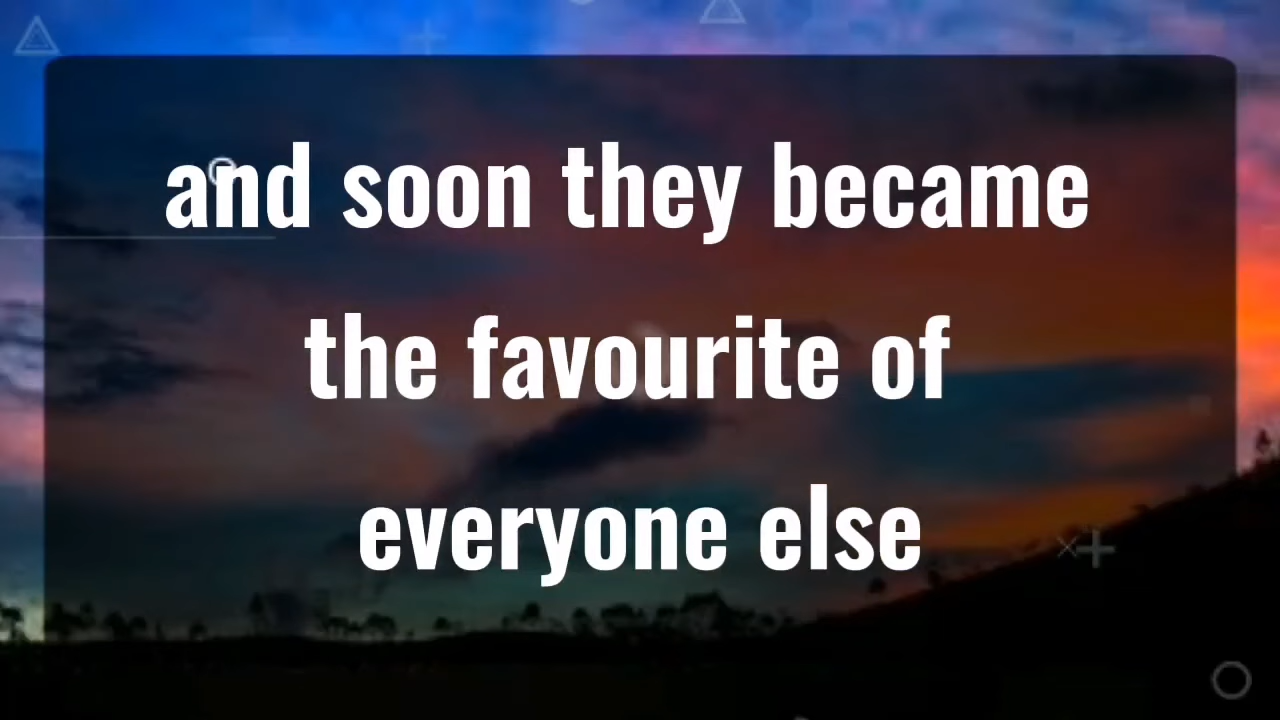 and soon they became
the favourite of
everyone else